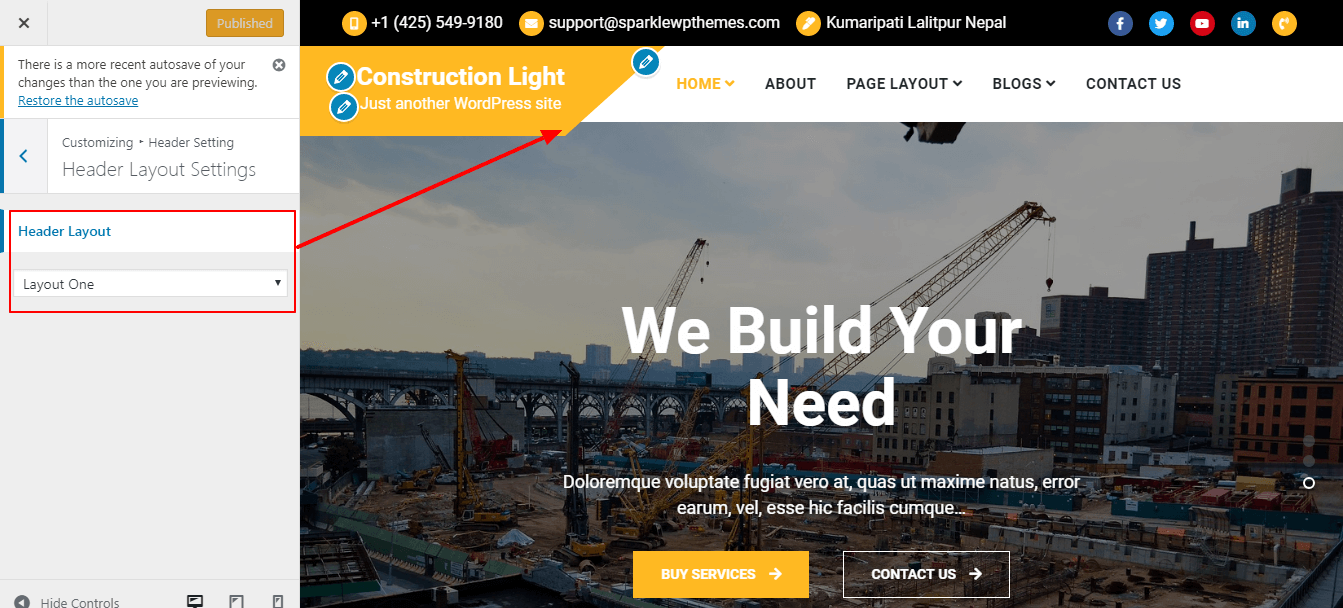 Published
There is a more recent autosave of your
changes than the one you are previewing.
Restore the autosave
Customizing ‣ Header Setting
Header Layout Settings
Header Layout
Layout One
Hide Controls
+1 (425) 549-9180 support@sparklewpthemes.com Kumaripati Lalitpur Nepal
Construction Light
Just another WordPress site
HOME ABOUT PAGE LAYOUT BLOGS CONTACT US
We Build Your
Need
Doloremque voluptate fugiat vero at, quas ut maxime natus, error
earum, vel, esse hic facilis cumque...
BUY SERVICES CONTACT US